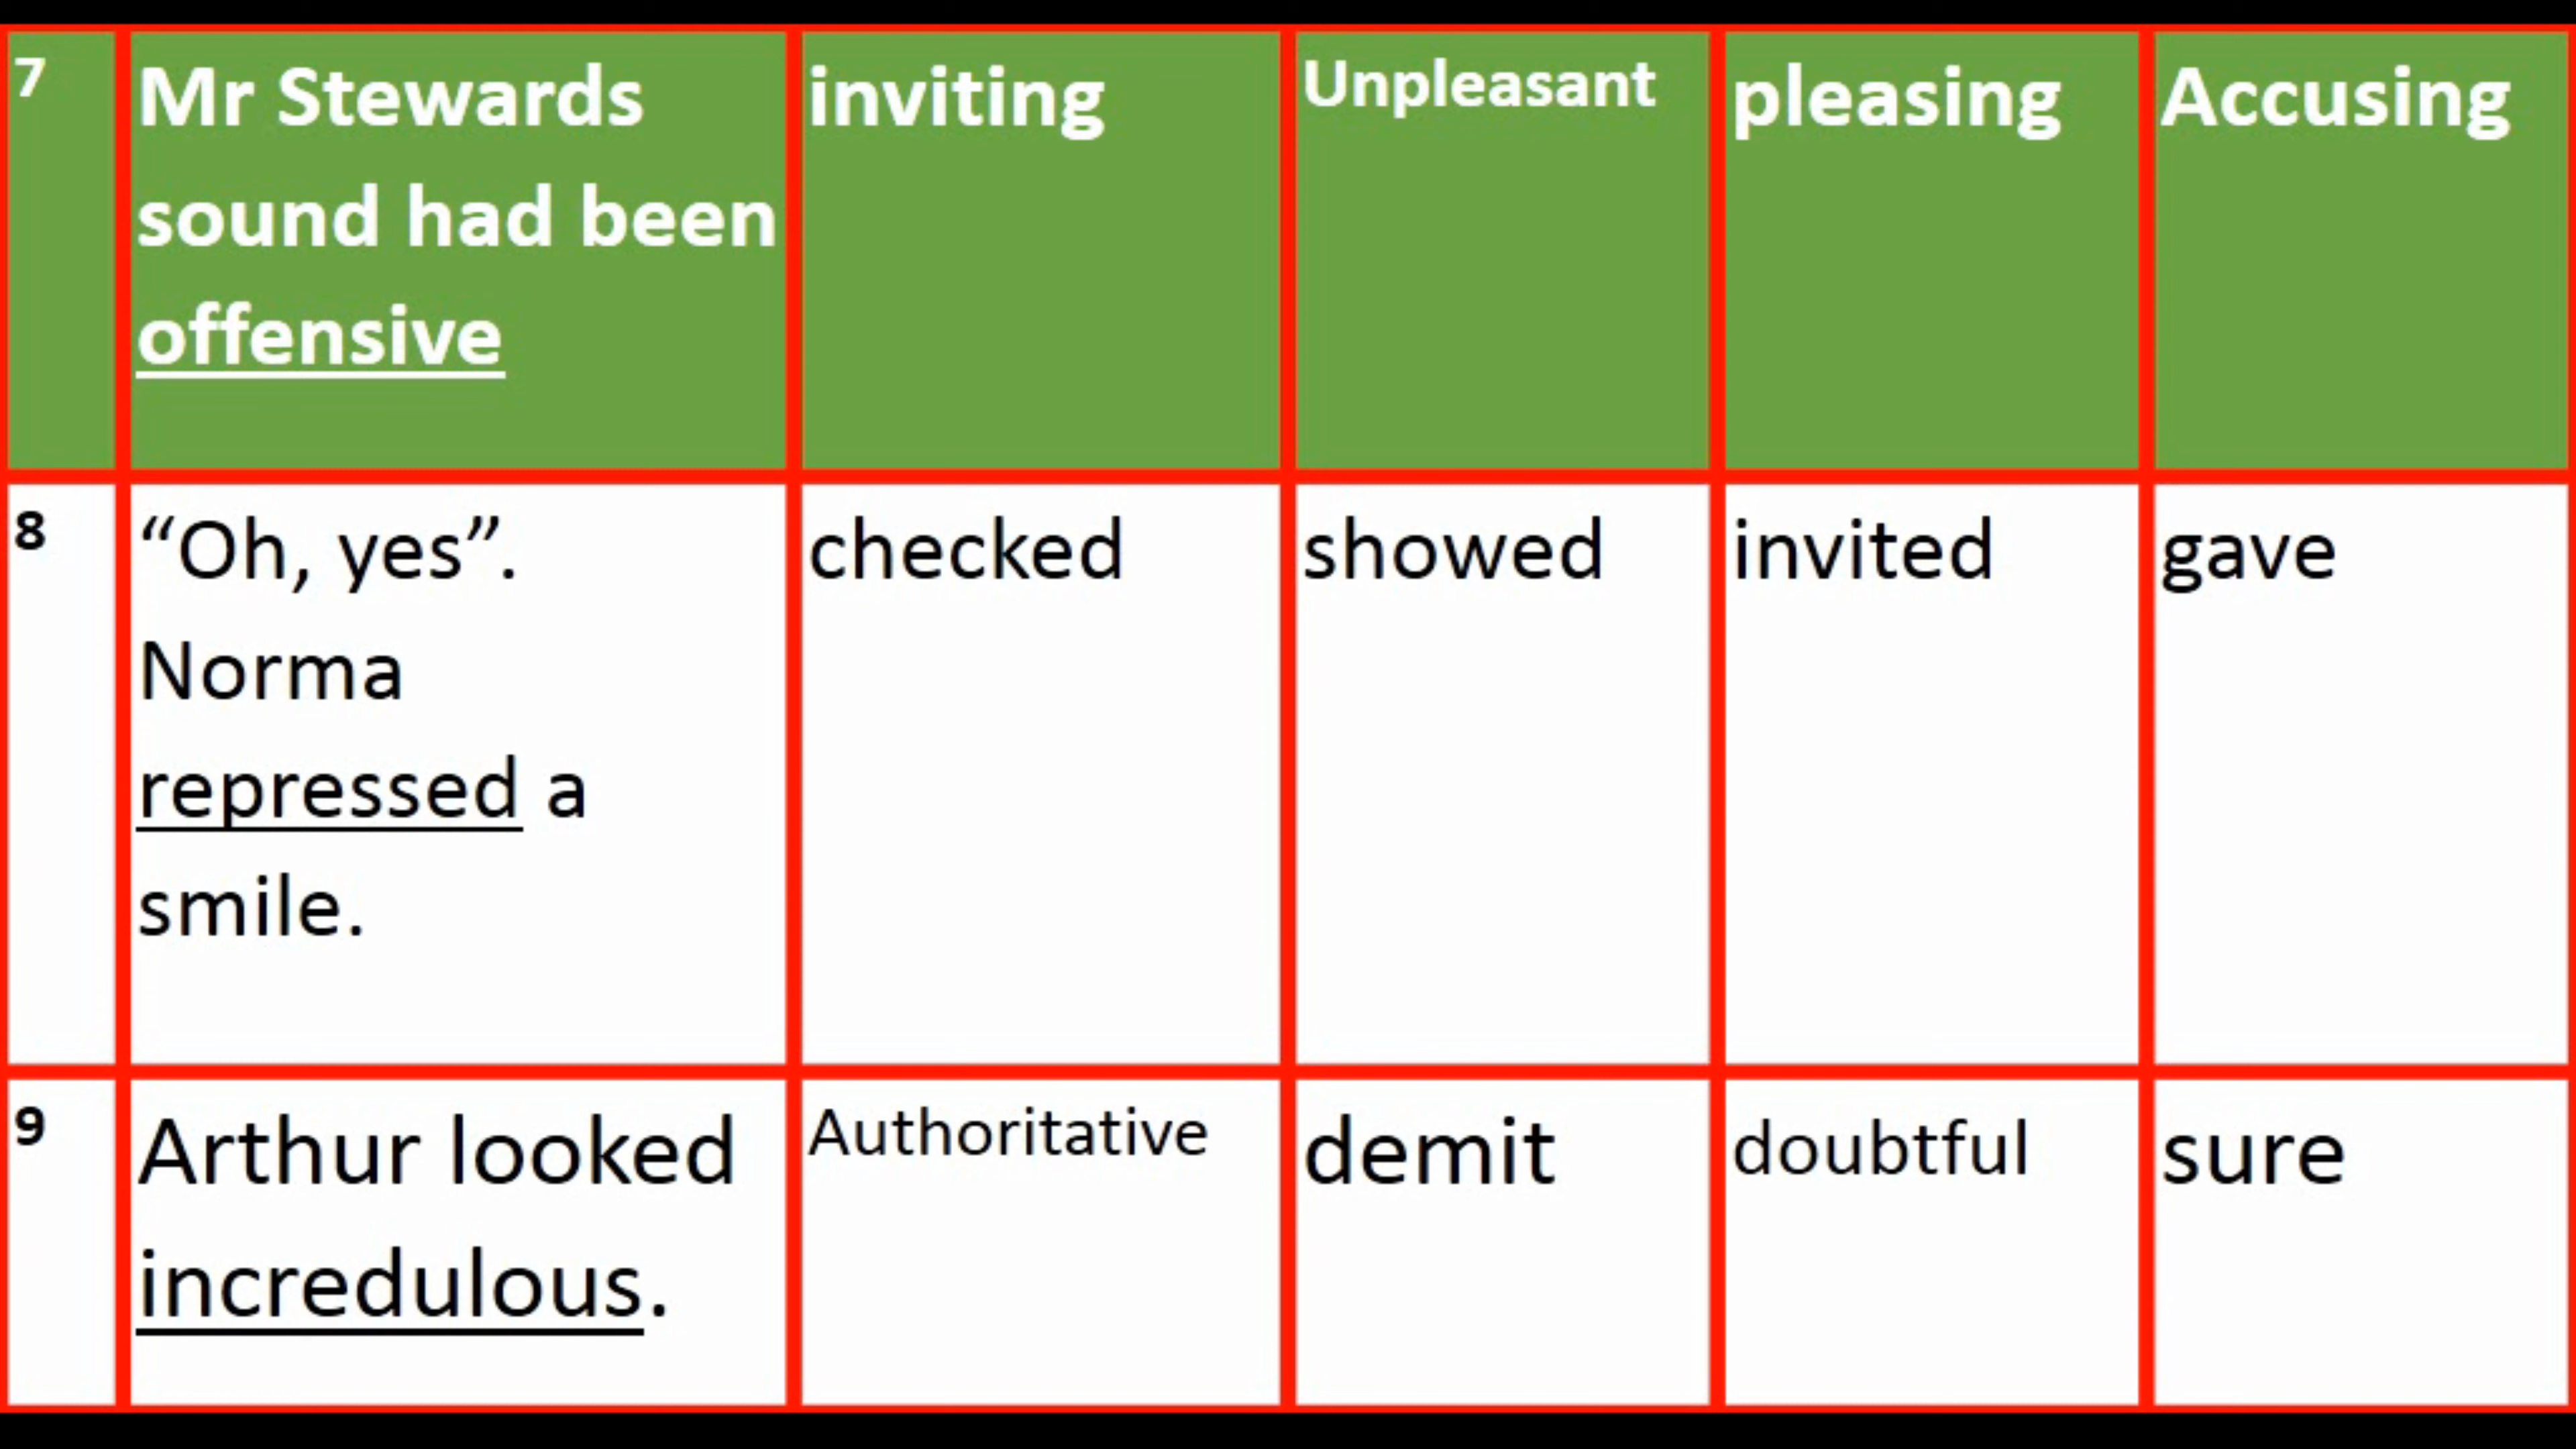 7 Mr Stewards inviting Unpleasant pleasing Accusing
sound had been
offensive
8 “Oh, yes”. checked showed invited gave
Norma
repressed a
smile.
9 Arthur looked Authoritative demit doubtful sure
incredulous.